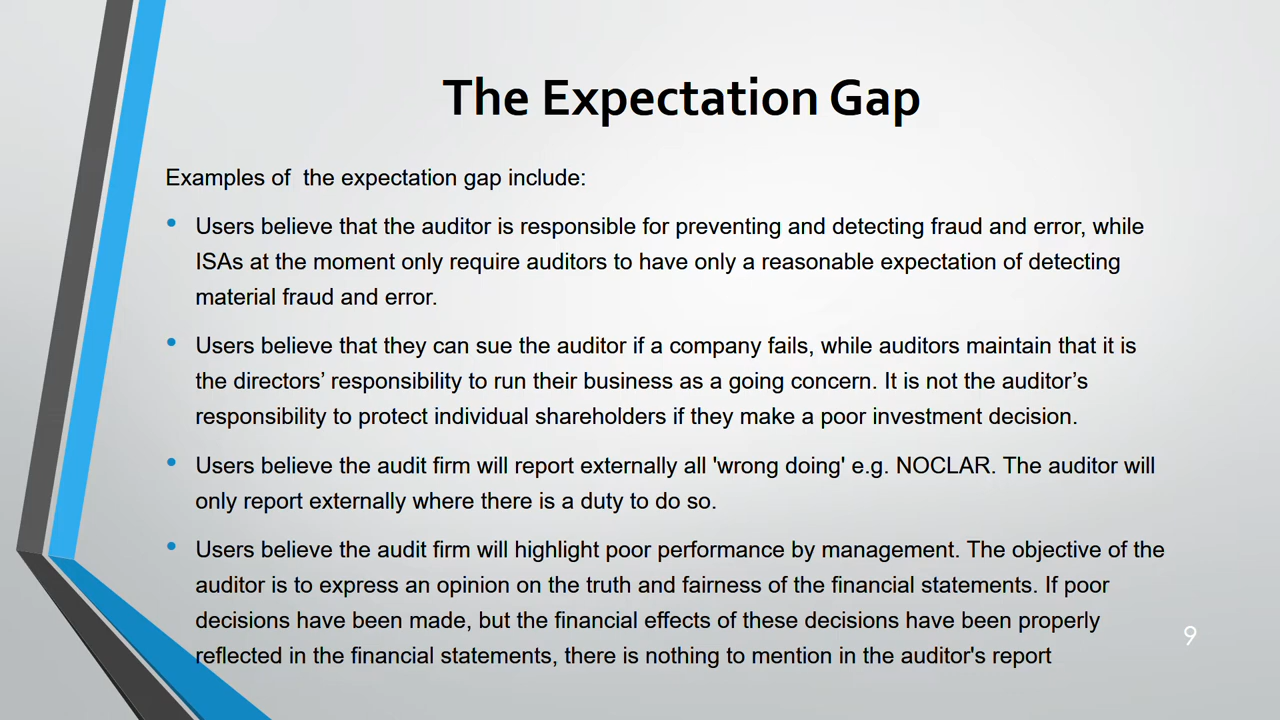 The Expectation Gap
Examples of  the expectation gap include:
• Users believe that the auditor is responsible for preventing and detecting fraud and error, while
ISAs at the moment only require auditors to have only a reasonable expectation of detecting
material fraud and error.
• Users believe that they can sue the auditor if a company fails, while auditors maintain that it is
the directors’ responsibility to run their business as a going concern. It is not the auditor’s
responsibility to protect individual shareholders if they make a poor investment decision.
• Users believe the audit firm will report externally all 'wrong doing' e.g. NOCLAR. The auditor will
only report externally where there is a duty to do so.
• Users believe the audit firm will highlight poor performance by management. The objective of the
auditor is to express an opinion on the truth and fairness of the financial statements. If poor
decisions have been made, but the financial effects of these decisions have been properly
reflected in the financial statements, there is nothing to mention in the auditor's report
9